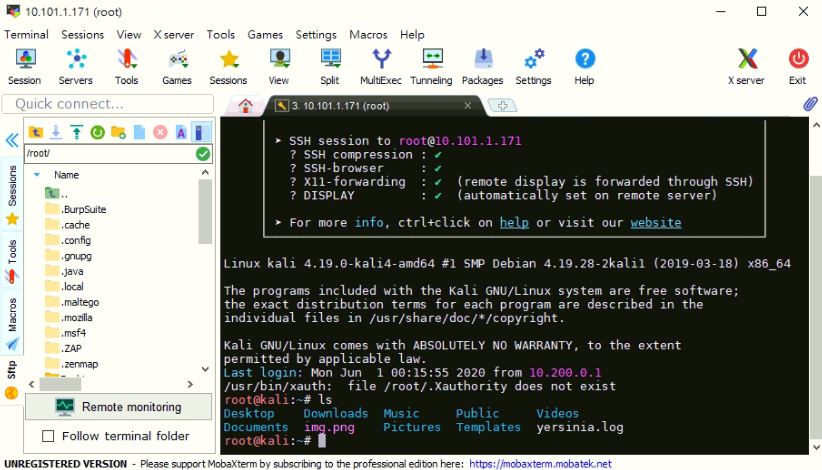 10.101.1.171 (root)
Terminal Sessions View X server Tools Games Settings Macros Help
Session Servers Tools Games Sessions View Split MultiExec Tunneling Packages Settings Help X server Exit
Quick connect...
3. 10.101.1.171 (root)
/root/
Name
..
.BurpSuite
.cache
.config
.gnupg
.java
.local
.maltego
.mozilla
.msf4
.ZAP
.zenmap
Sessions
Tools
Macros
Sftp
Remote monitoring
Follow terminal folder
➤ SSH session to root@10.101.1.171
? SSH compression : ✔
? SSH-browser : ✔
? X11-forwarding : ✔ (remote display is forwarded through SSH)
? DISPLAY : ✔ (automatically set on remote server)
➤ For more info, ctrl+click on help or visit our website
Linux kali 4.19.0-kali4-amd64 #1 SMP Debian 4.19.28-2kali1 (2019-03-18) x86_64
The programs included with the Kali GNU/Linux system are free software;
the exact distribution terms for each program are described in the
individual files in /usr/share/doc/*/copyright.
Kali GNU/Linux comes with ABSOLUTELY NO WARRANTY, to the extent
permitted by applicable law.
Last login: Mon Jun 1 00:15:55 2020 from 10.200.0.1
/usr/bin/xauth: file /root/.Xauthority does not exist
root@kali:~# ls
Desktop Downloads Music Public Videos
Documents img.png Pictures Templates yersinia.log
root@kali:~#
UNREGISTERED VERSION - Please support MobaXterm by subscribing to the professional edition here: https://mobaxterm.mobatek.net